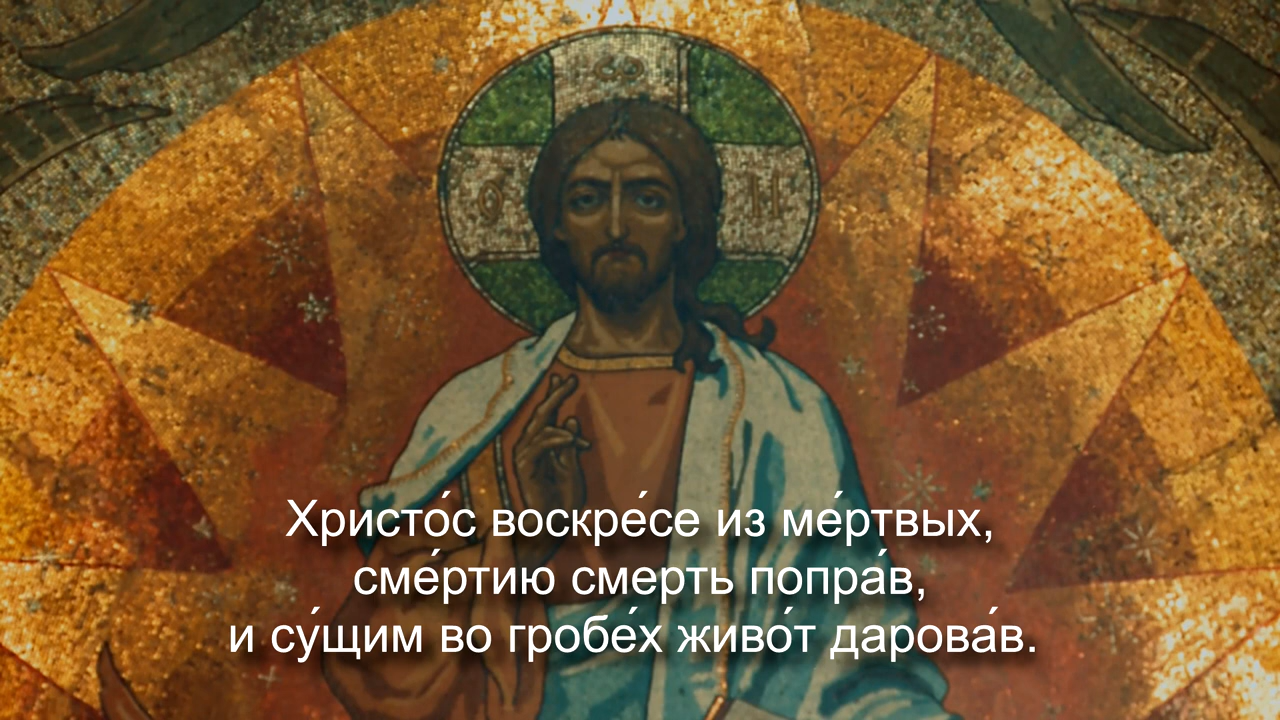 ѡ
О Н
Христо́с воскре́се из ме́ртвых,
сме́ртию смерть попра́в,
и су́щим во гробе́х живо́т дарова́в.